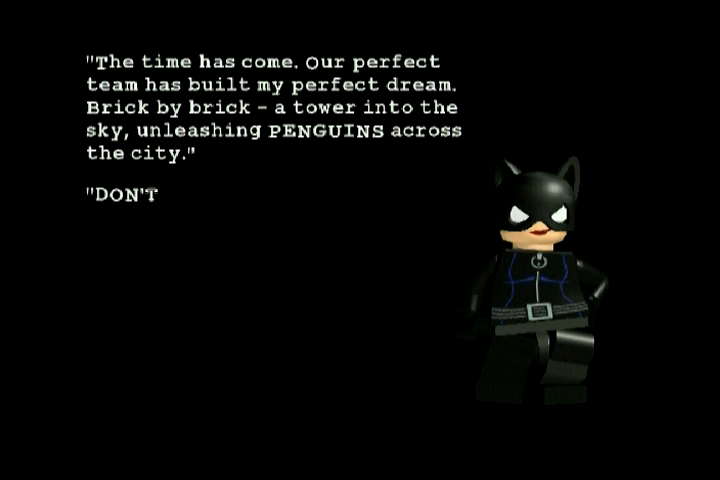 "The time has come. Our perfect
team has built my perfect dream.
Brick by brick - a tower into the
sky, unleashing PENGUINS across
the city."
"DON'T